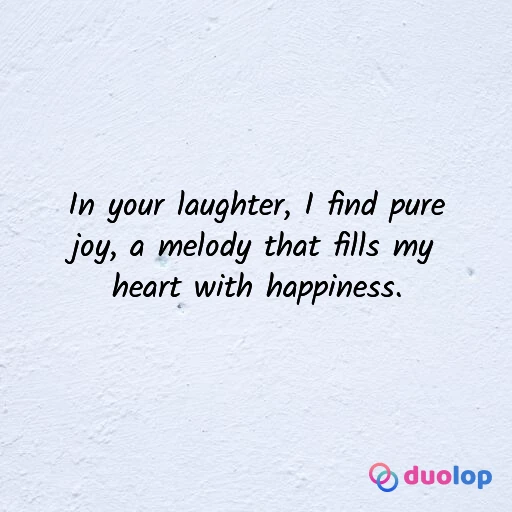 In your laughter, I find pure
joy, a melody that fills my
heart with happiness.
duolop